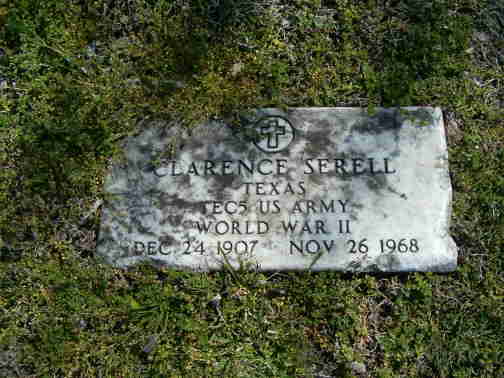 CLARENCE SERELL
TEXAS
TEC5 US ARMY
WORLD WAR II
DEC 24 1907 NOV 26 1968